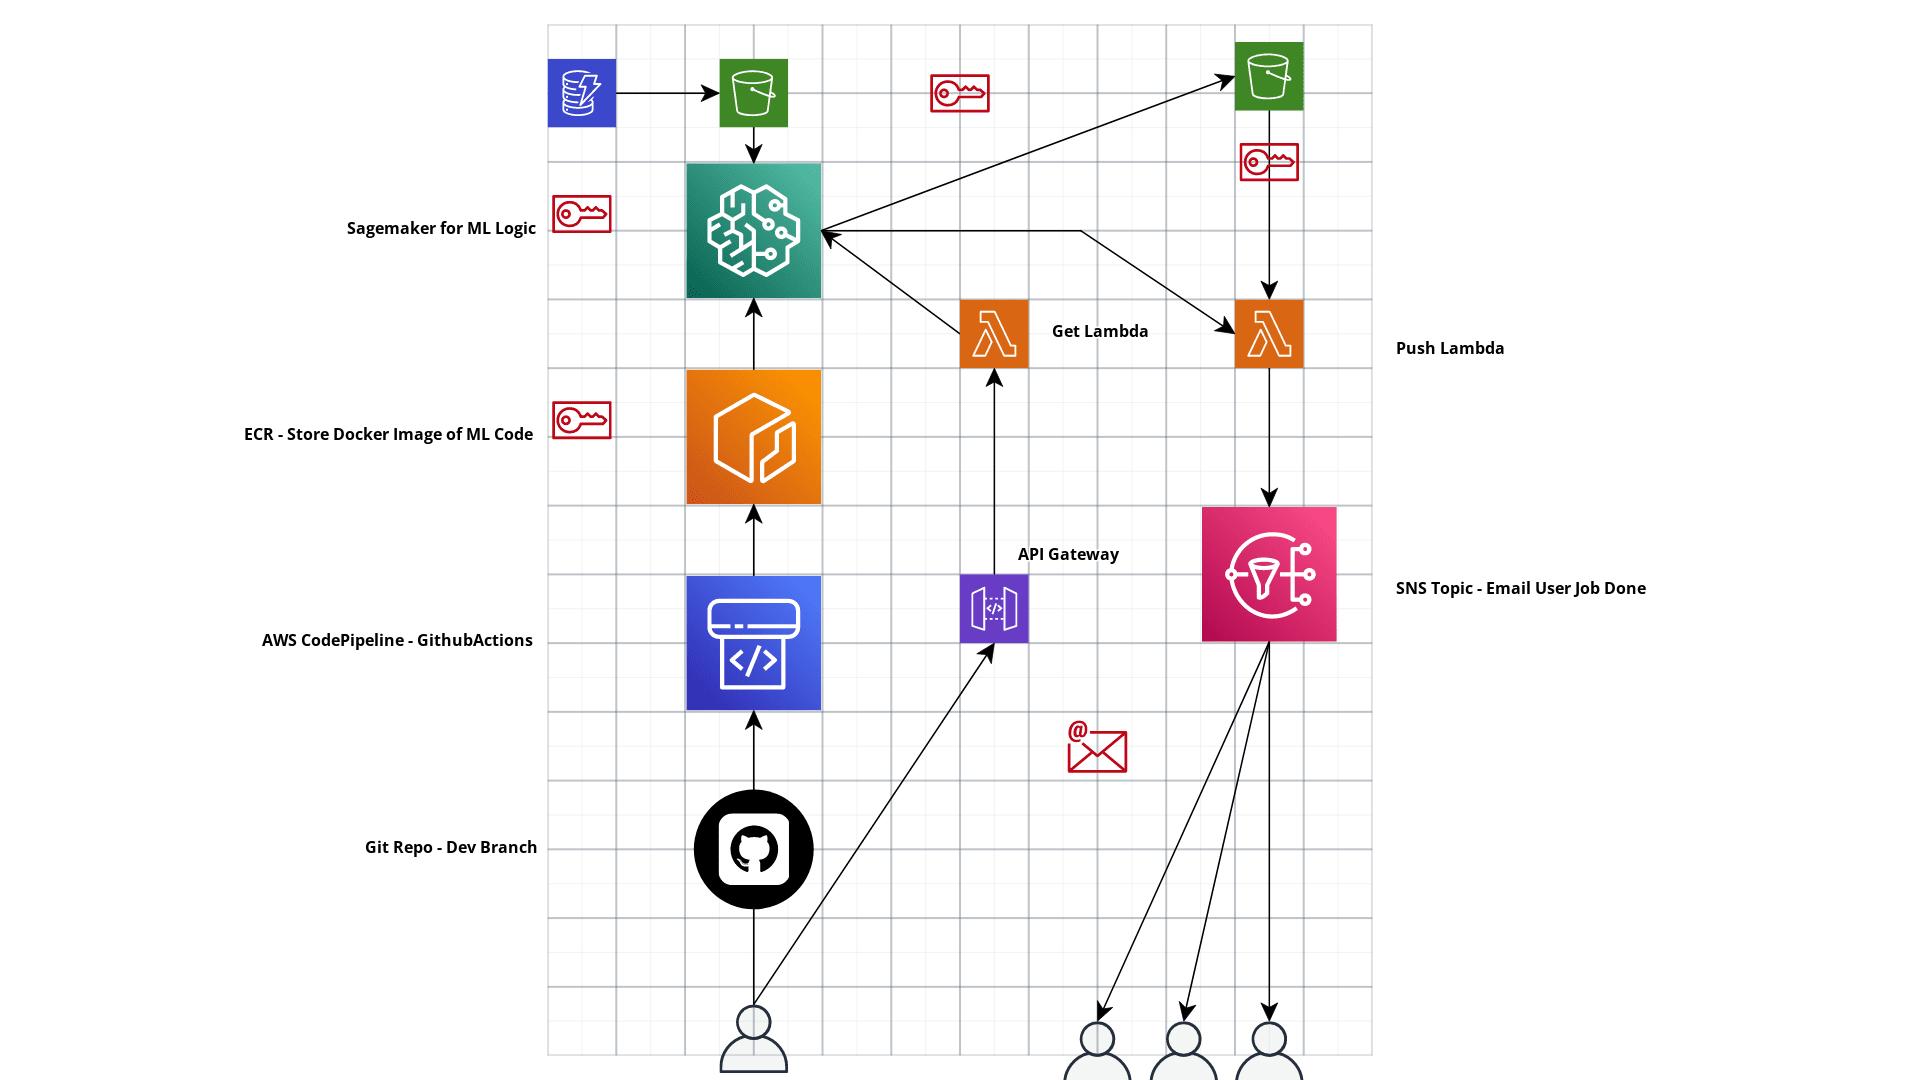 Sagemaker for ML Logic
Get Lambda
Push Lambda
ECR - Store Docker Image of ML Code
API Gateway
SNS Topic - Email User Job Done
AWS CodePipeline - GithubActions
</>
@
Git Repo - Dev Branch